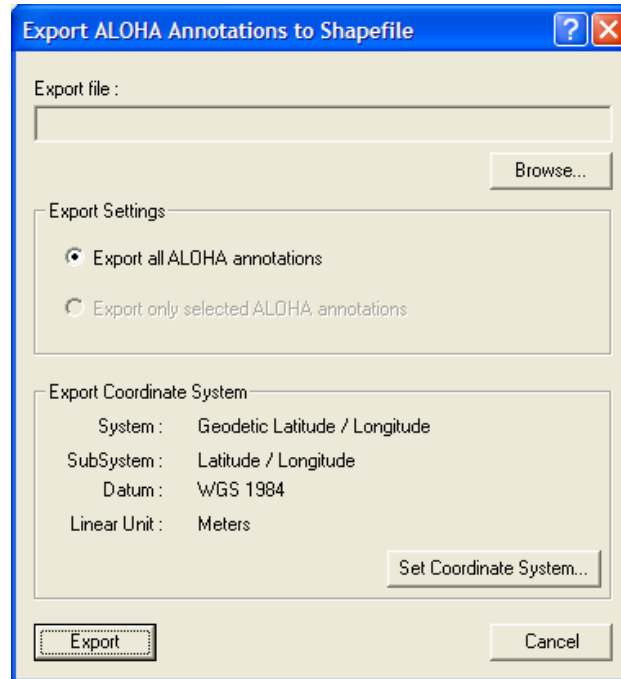 Export ALOHA Annotations to Shapefile
?
Export file :
Browse...
Export Settings
Export all ALOHA annotations
Export only selected ALOHA annotations
Export Coordinate System
System : Geodetic Latitude / Longitude
SubSystem : Latitude / Longitude
Datum : WGS 1984
Linear Unit : Meters
Set Coordinate System...
Export Cancel